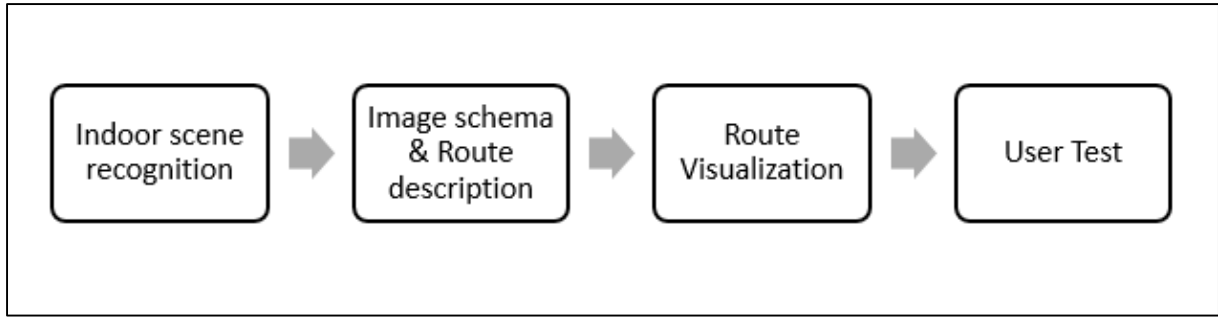 Indoor scene
recognition
Image schema
& Route
description
Route
Visualization
User Test